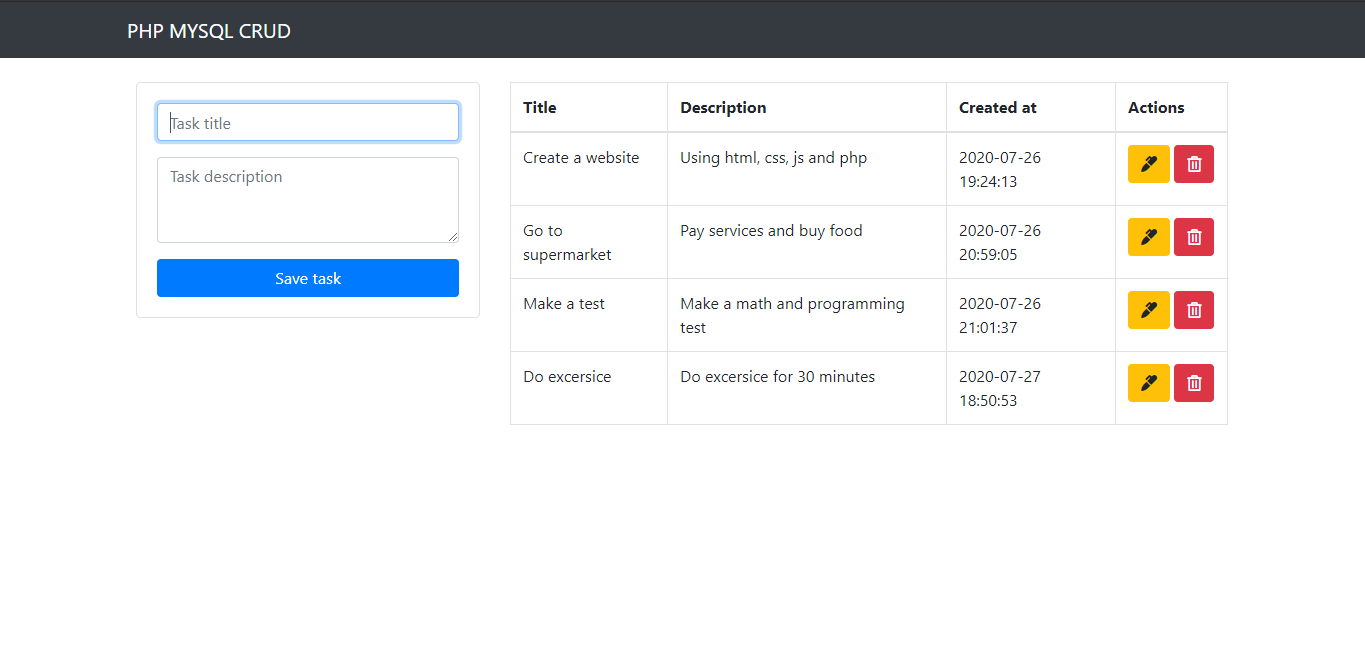 PHP MYSQL CRUD
Task title
Task description
Save task
Title Description Created at Actions
Create a website Using html, css, js and php 2020-07-26
19:24:13
Go to Pay services and buy food 2020-07-26
supermarket 20:59:05
Make a test Make a math and programming 2020-07-26
test 21:01:37
Do excersice Do excersice for 30 minutes 2020-07-27
18:50:53